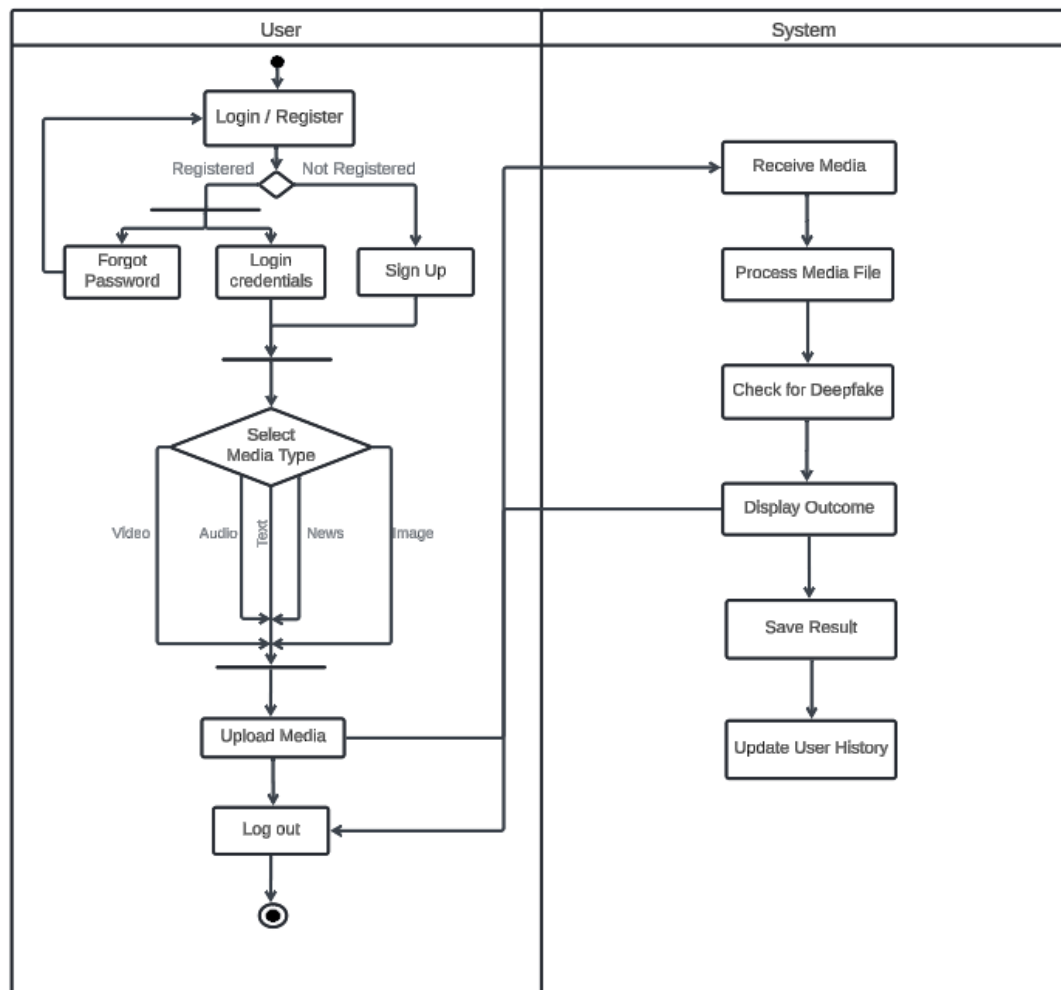 User
System
Login / Register
Registered
Not Registered
Forgot
Password
Login
credentials
Sign Up
Select
Media Type
Video
Audio
Text
News
Image
Upload Media
Log out
Receive Media
Process Media File
Check for Deepfake
Display Outcome
Save Result
Update User History